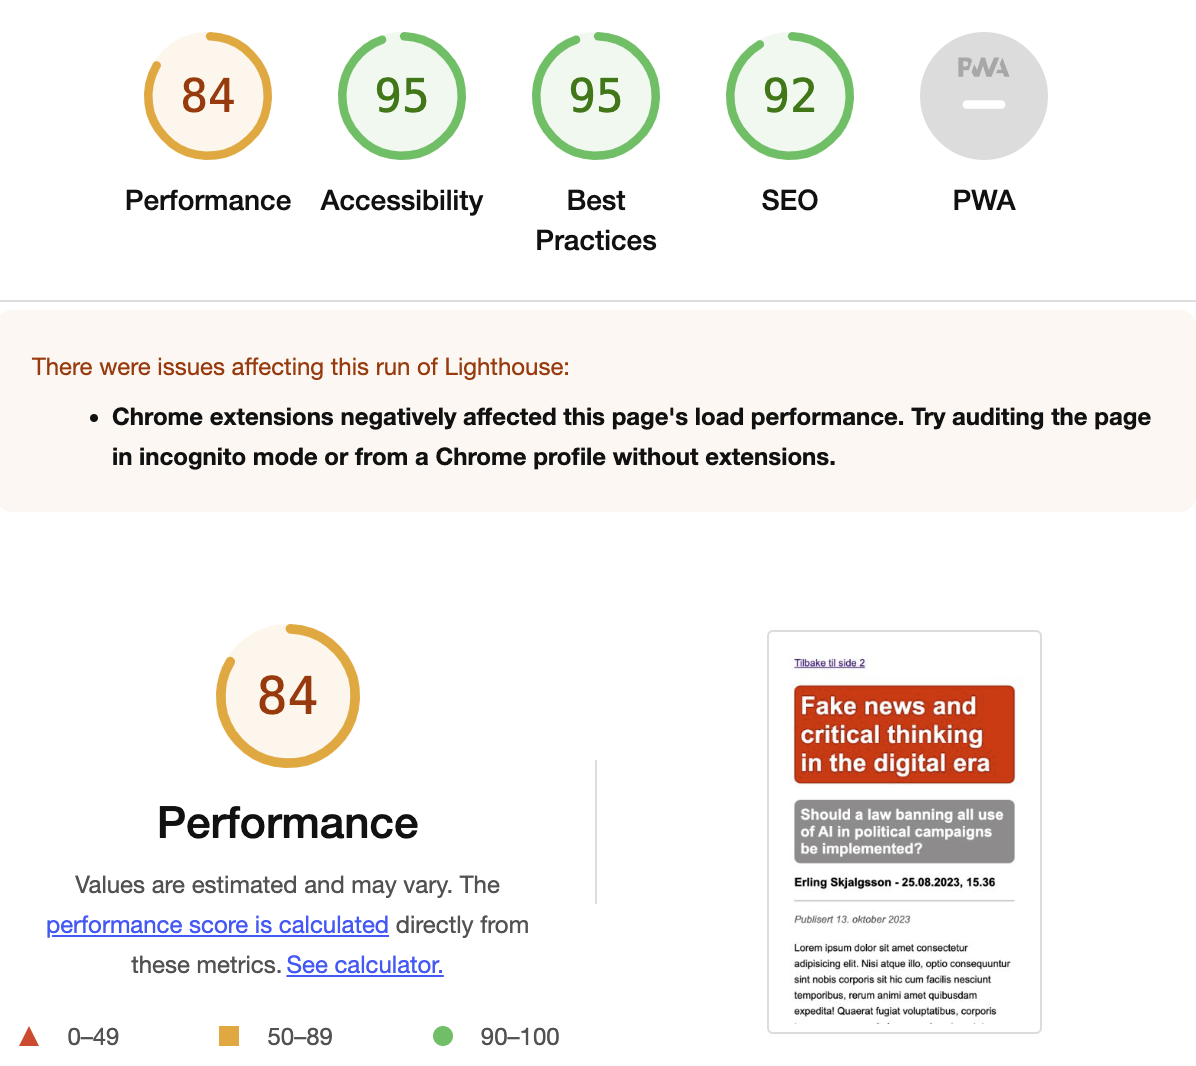 84
95
95
92
PWA
Performance
Accessibility
Best
Practices
SEO
PWA
There were issues affecting this run of Lighthouse:
• Chrome extensions negatively affected this page's load performance. Try auditing the page
in incognito mode or from a Chrome profile without extensions.
84
Performance
Values are estimated and may vary. The
performance score is calculated directly from
these metrics. See calculator.
0–49
50–89
90–100
Tilbake til side 2
Fake news and
critical thinking
in the digital era
Should a law banning all use
of AI in political campaigns
be implemented?
Erling Skjalgsson - 25.08.2023, 15.36
Publisert 13. oktober 2023
Lorem ipsum dolor sit amet consectetur
adipisicing elit. Nisi atque illo, optio consequuntur
sint nobis corporis sit hic cum facilis nesciunt
temporibus, rerum animi amet quibusdam
expedita! Quaerat fugiat voluptatibus, corporis